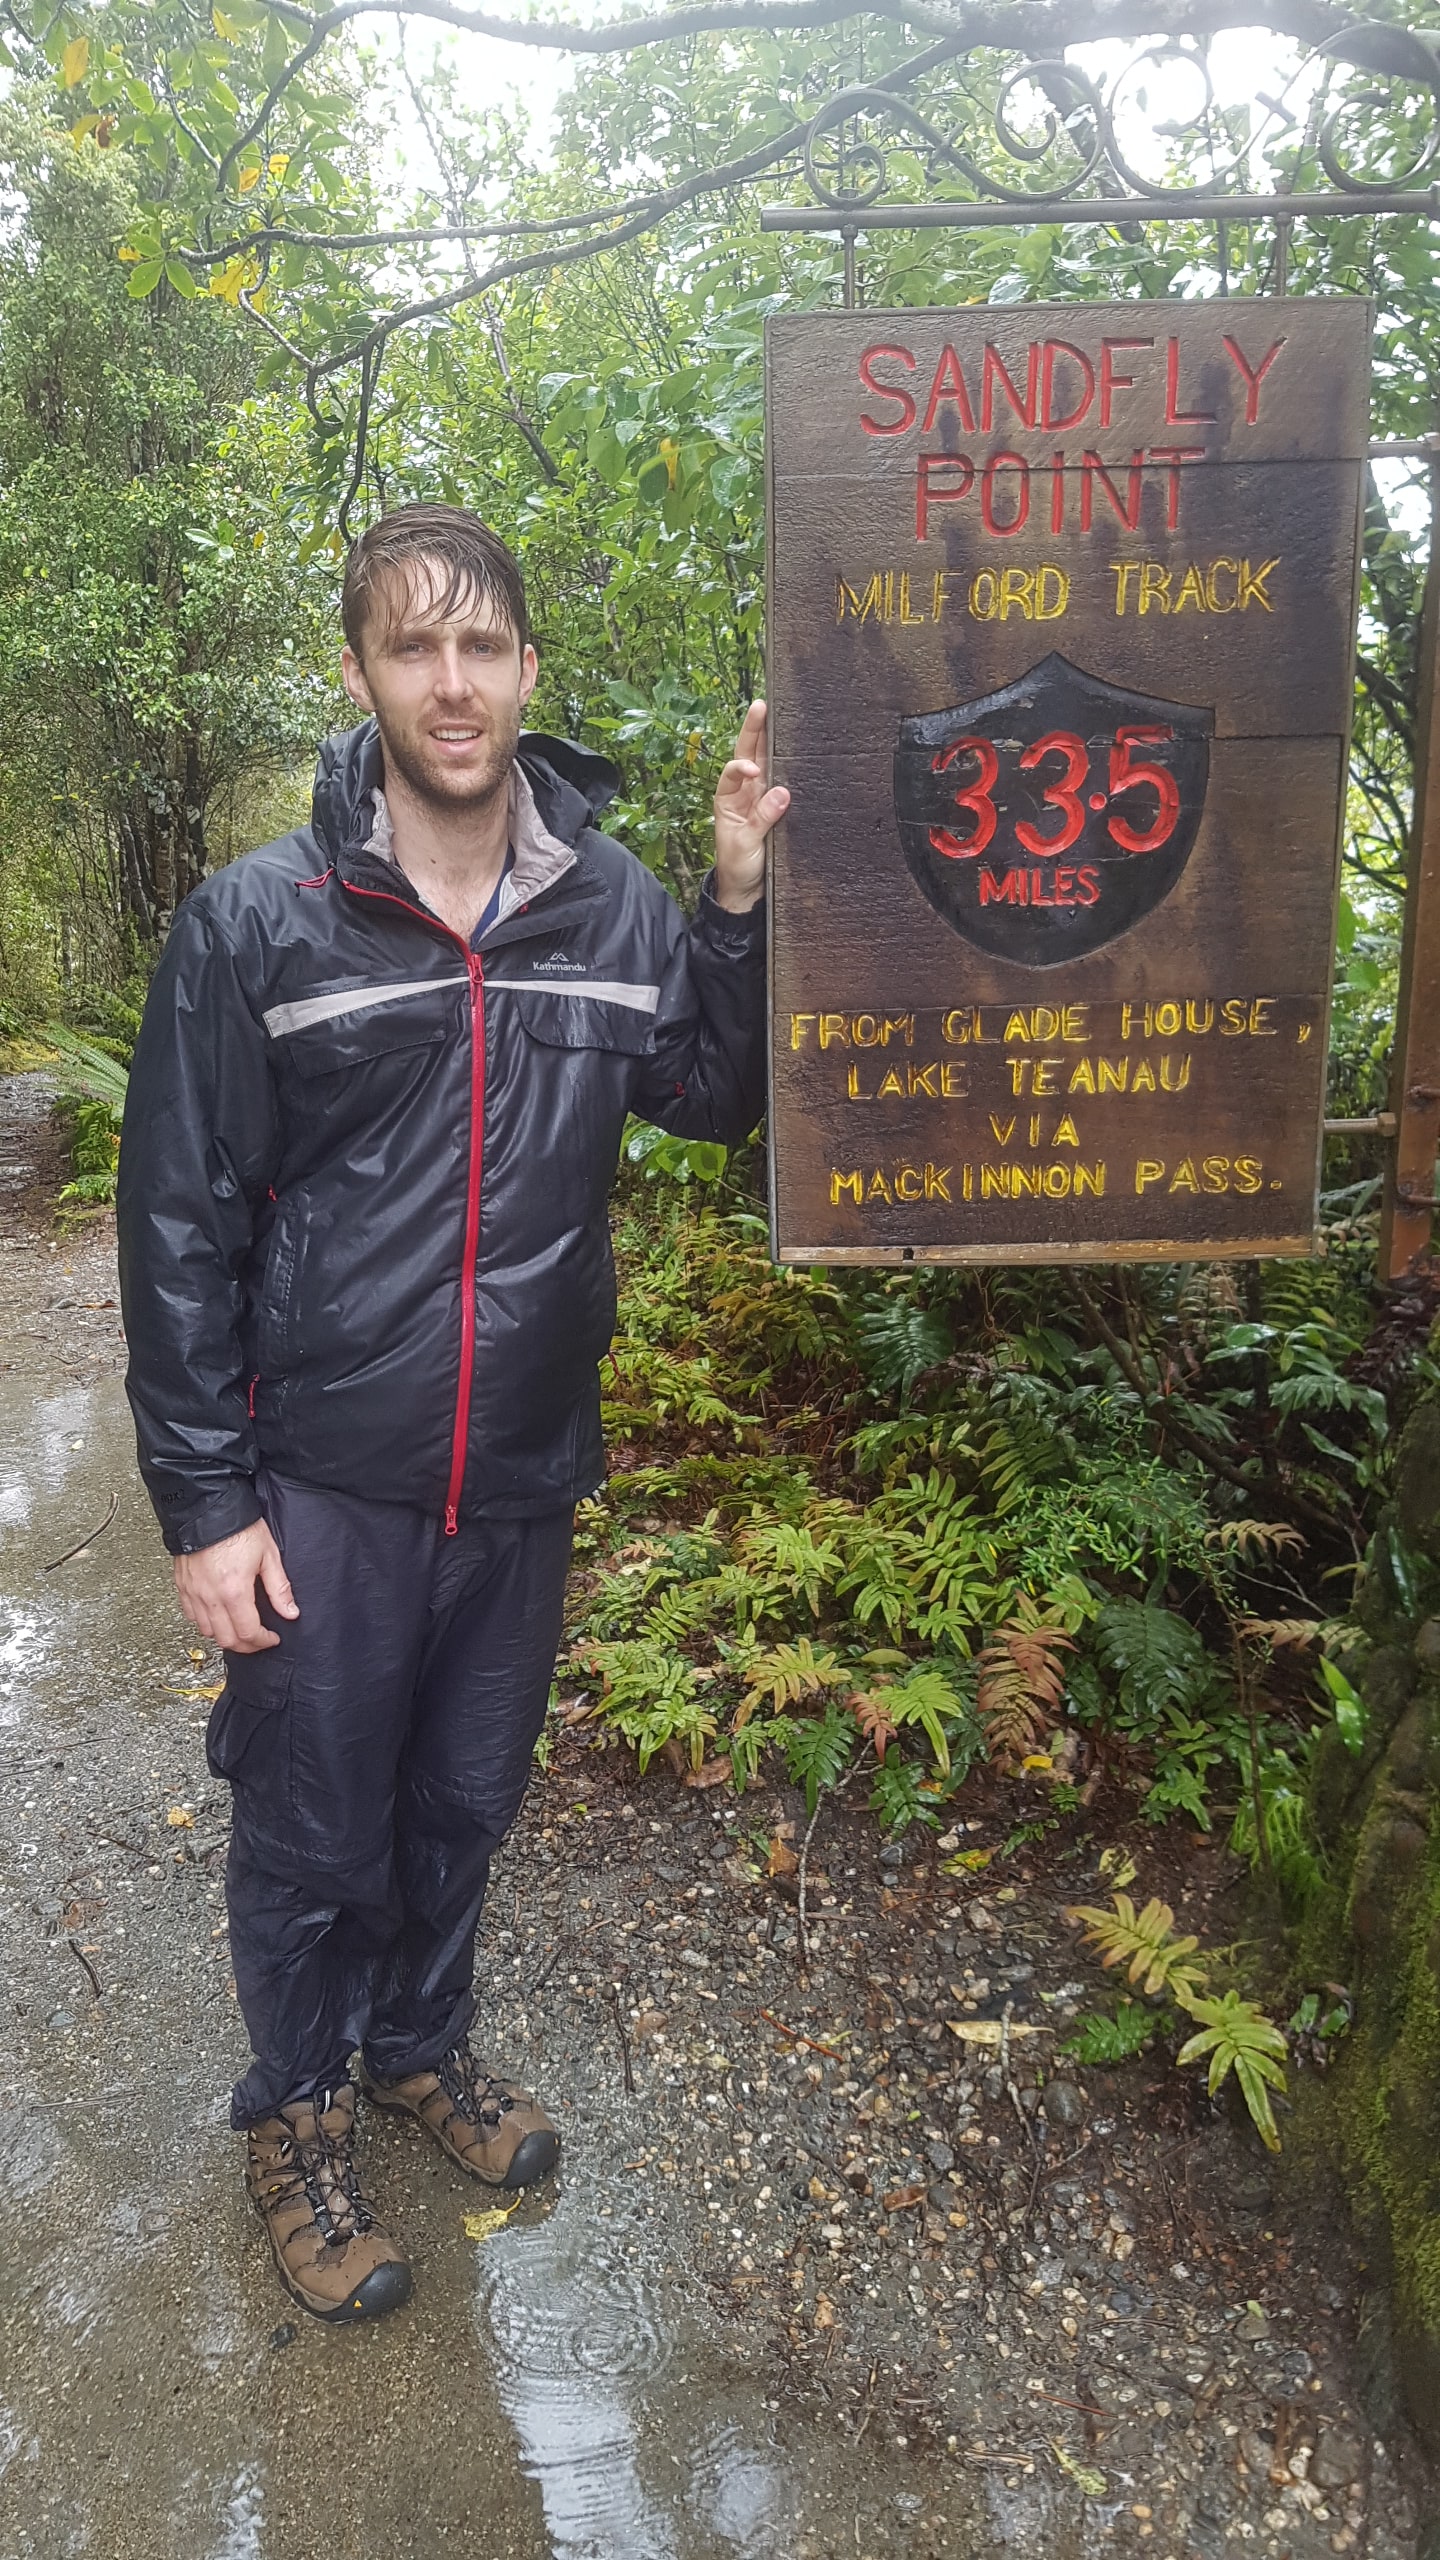 SANDFLY
POINT
MILFORD TRACK
33.5
MILES
FROM GLADE HOUSE,
LAKE TEANAU
VIA
MACKINNON PASS.
Kathmandu